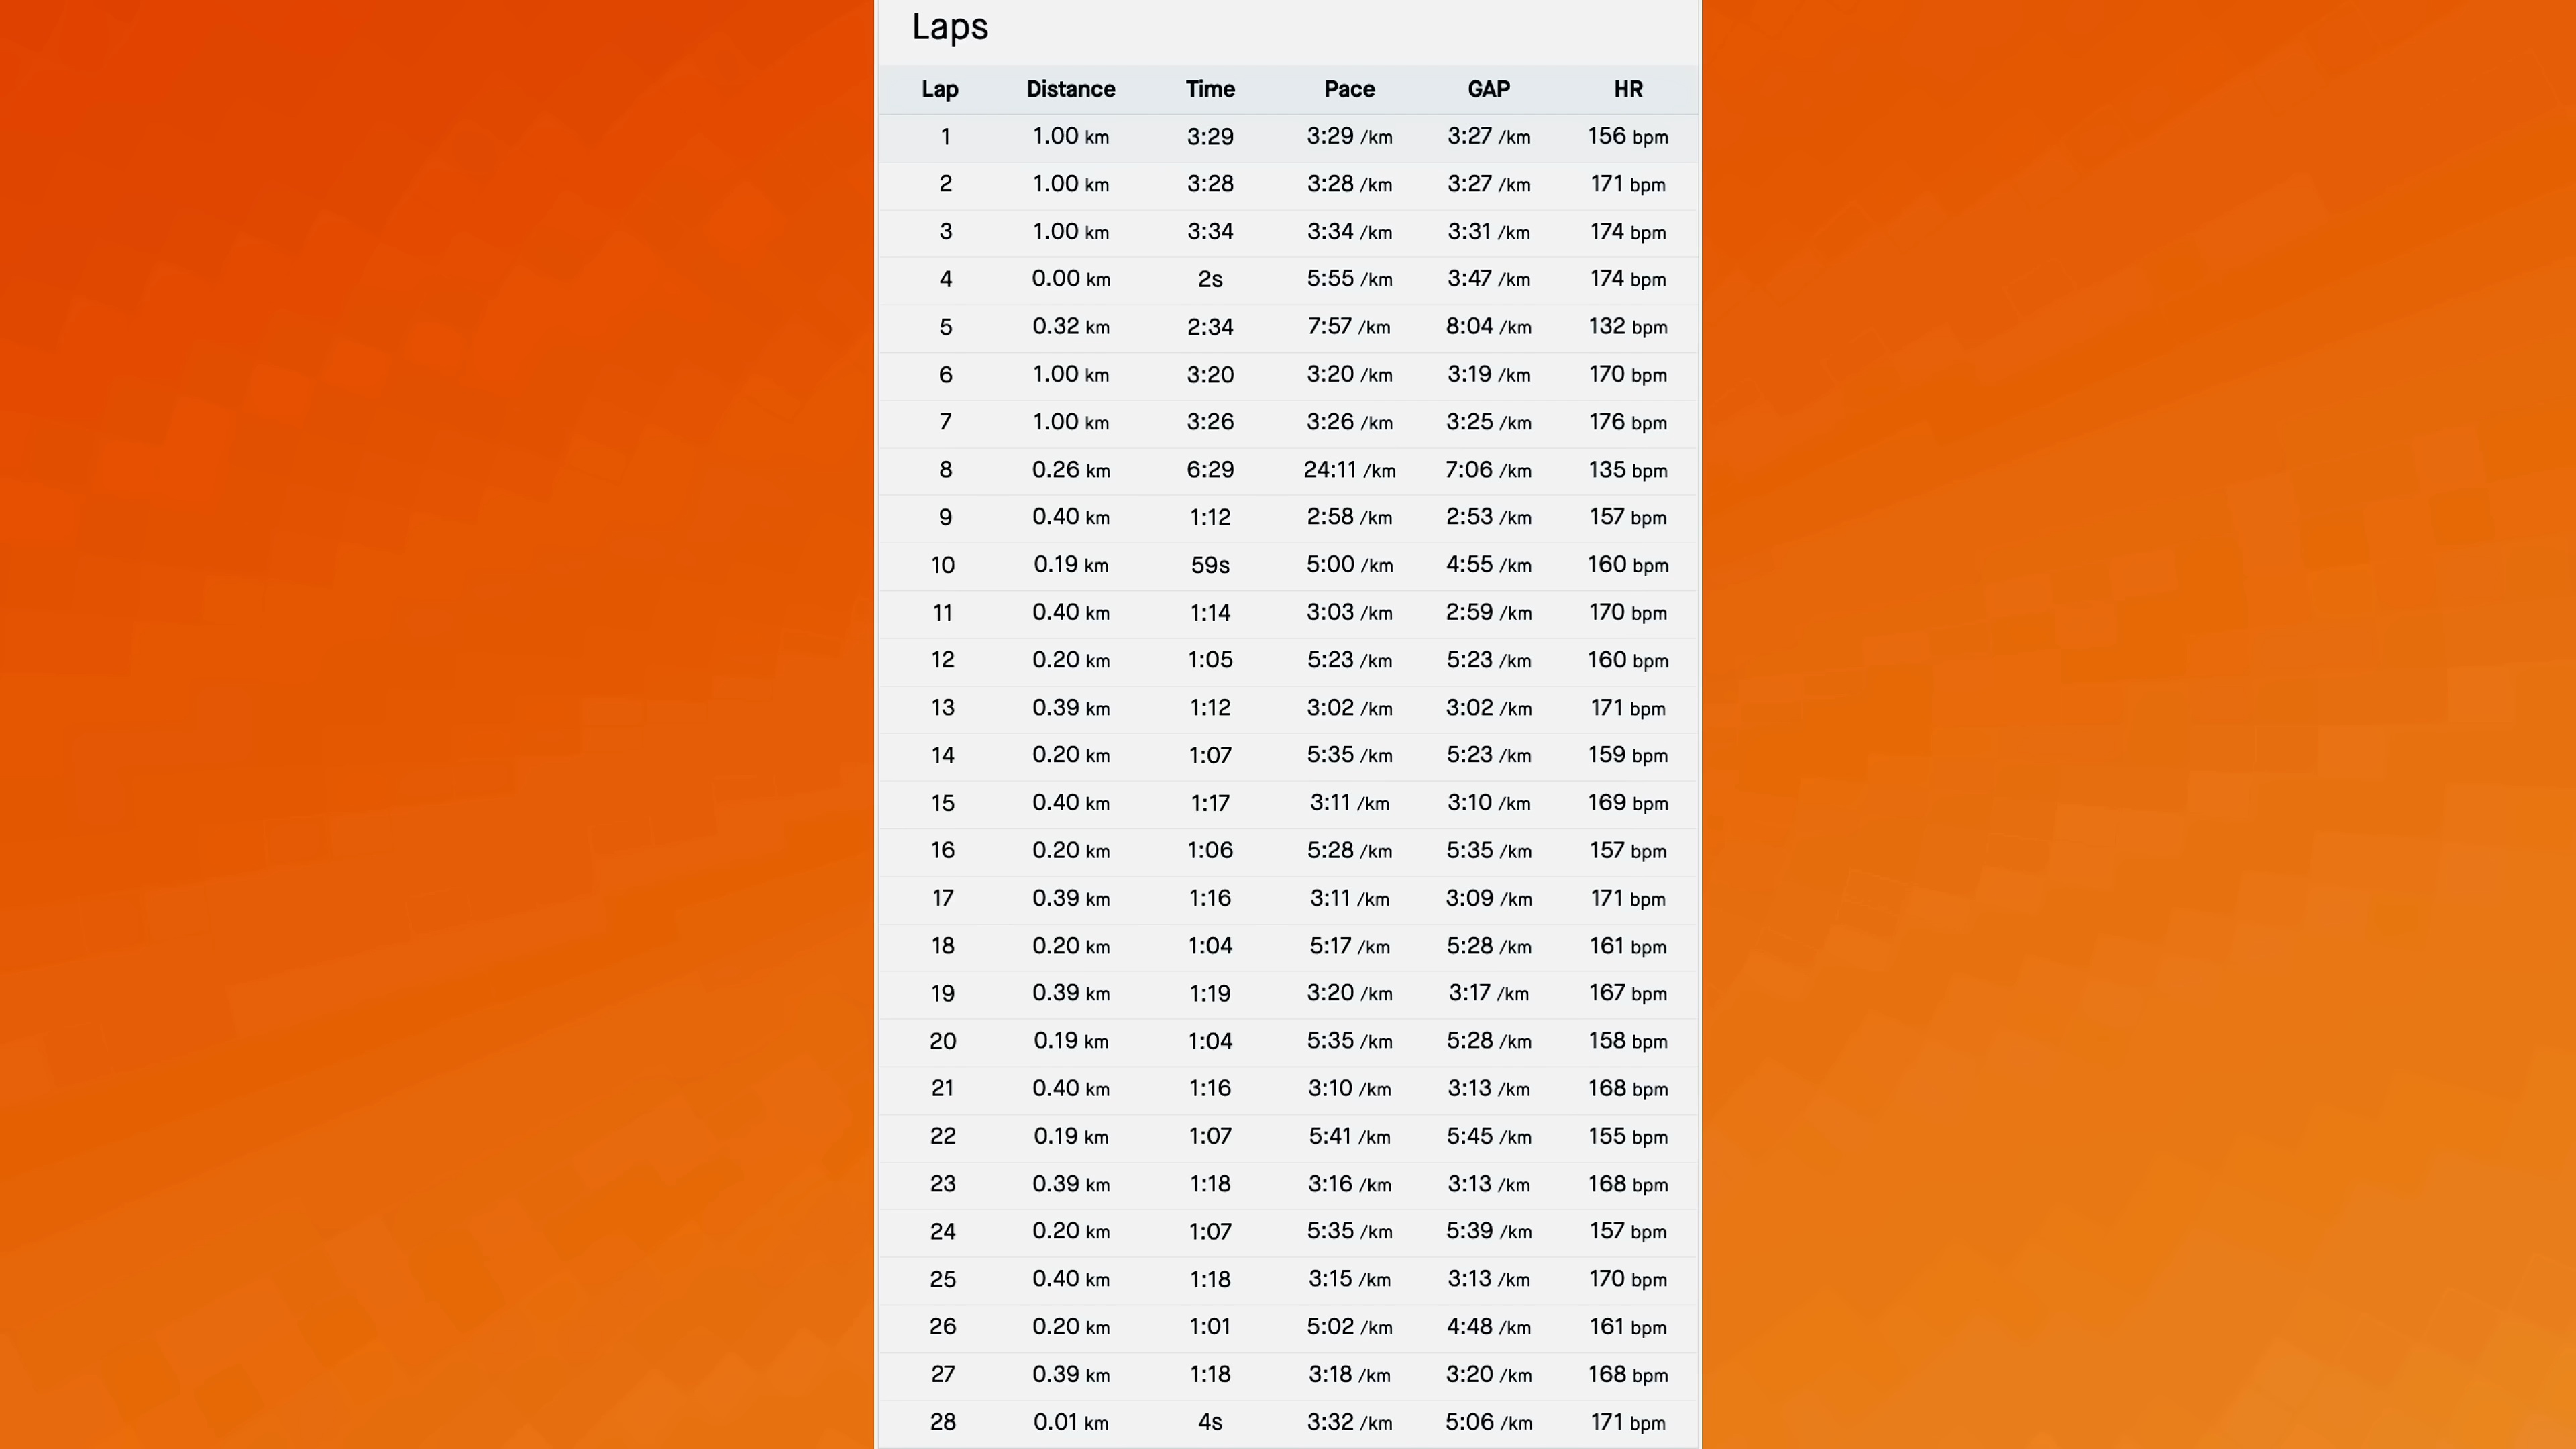 Laps
Lap Distance Time Pace GAP HR
1 1.00 km 3:29 3:29 /km 3:27 /km 156 bpm
2 1.00 km 3:28 3:28 /km 3:27 /km 171 bpm
3 1.00 km 3:34 3:34 /km 3:31 /km 174 bpm
4 0.00 km 2s 5:55 /km 3:47 /km 174 bpm
5 0.32 km 2:34 7:57 /km 8:04 /km 132 bpm
6 1.00 km 3:20 3:20 /km 3:19 /km 170 bpm
7 1.00 km 3:26 3:26 /km 3:25 /km 176 bpm
8 0.26 km 6:29 24:11 /km 7:06 /km 135 bpm
9 0.40 km 1:12 2:58 /km 2:53 /km 157 bpm
10 0.19 km 59s 5:00 /km 4:55 /km 160 bpm
11 0.40 km 1:14 3:03 /km 2:59 /km 170 bpm
12 0.20 km 1:05 5:23 /km 5:23 /km 160 bpm
13 0.39 km 1:12 3:02 /km 3:02 /km 171 bpm
14 0.20 km 1:07 5:35 /km 5:23 /km 159 bpm
15 0.40 km 1:17 3:11 /km 3:10 /km 169 bpm
16 0.20 km 1:06 5:28 /km 5:35 /km 157 bpm
17 0.39 km 1:16 3:11 /km 3:09 /km 171 bpm
18 0.20 km 1:04 5:17 /km 5:28 /km 161 bpm
19 0.39 km 1:19 3:20 /km 3:17 /km 167 bpm
20 0.19 km 1:04 5:35 /km 5:28 /km 158 bpm
21 0.40 km 1:16 3:10 /km 3:13 /km 168 bpm
22 0.19 km 1:07 5:41 /km 5:45 /km 155 bpm
23 0.39 km 1:18 3:16 /km 3:13 /km 168 bpm
24 0.20 km 1:07 5:35 /km 5:39 /km 157 bpm
25 0.40 km 1:18 3:15 /km 3:13 /km 170 bpm
26 0.20 km 1:01 5:02 /km 4:48 /km 161 bpm
27 0.39 km 1:18 3:18 /km 3:20 /km 168 bpm
28 0.01 km 4s 3:32 /km 5:06 /km 171 bpm